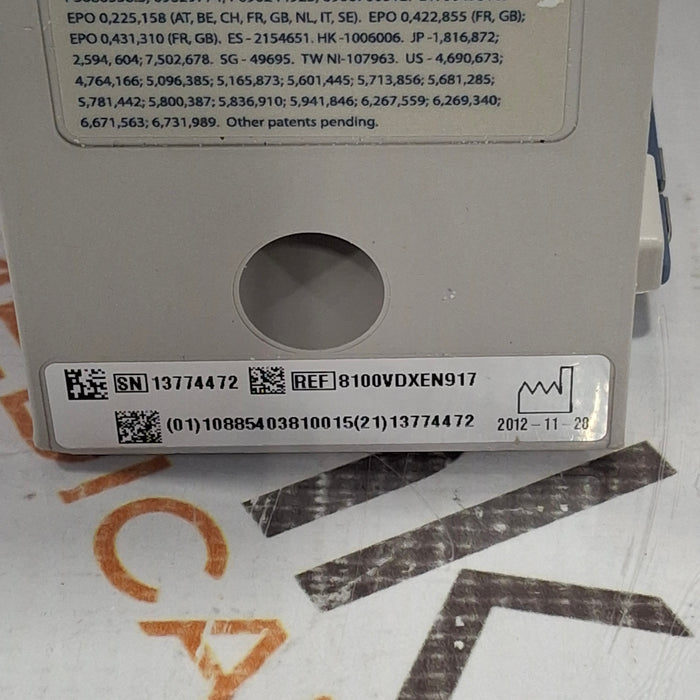 EPO 0,225,158 (AT, BE, CH, FR, GB, NL, IT, SE). EPO 0,422,855 (FR, GB);
EPO 0,431,310 (FR, GB). ES - 2154651. HK -1006006. JP -1,816,872;
2,594, 604; 7,502,678. SG - 49695. TW NI-107963. US - 4,690,673;
4,764,166; 5,096,385; 5,165,873; 5,601,445; 5,713,856; 5,681,285;
5,781,442; 5,800,387; 5,836,910; 5,941,846; 6,267,559; 6,269,340;
6,671,563; 6,731,989. Other patents pending.
SN 13774472 REF 8100VDXEN917
(01)10885403810015(21)13774472 2012-11-28